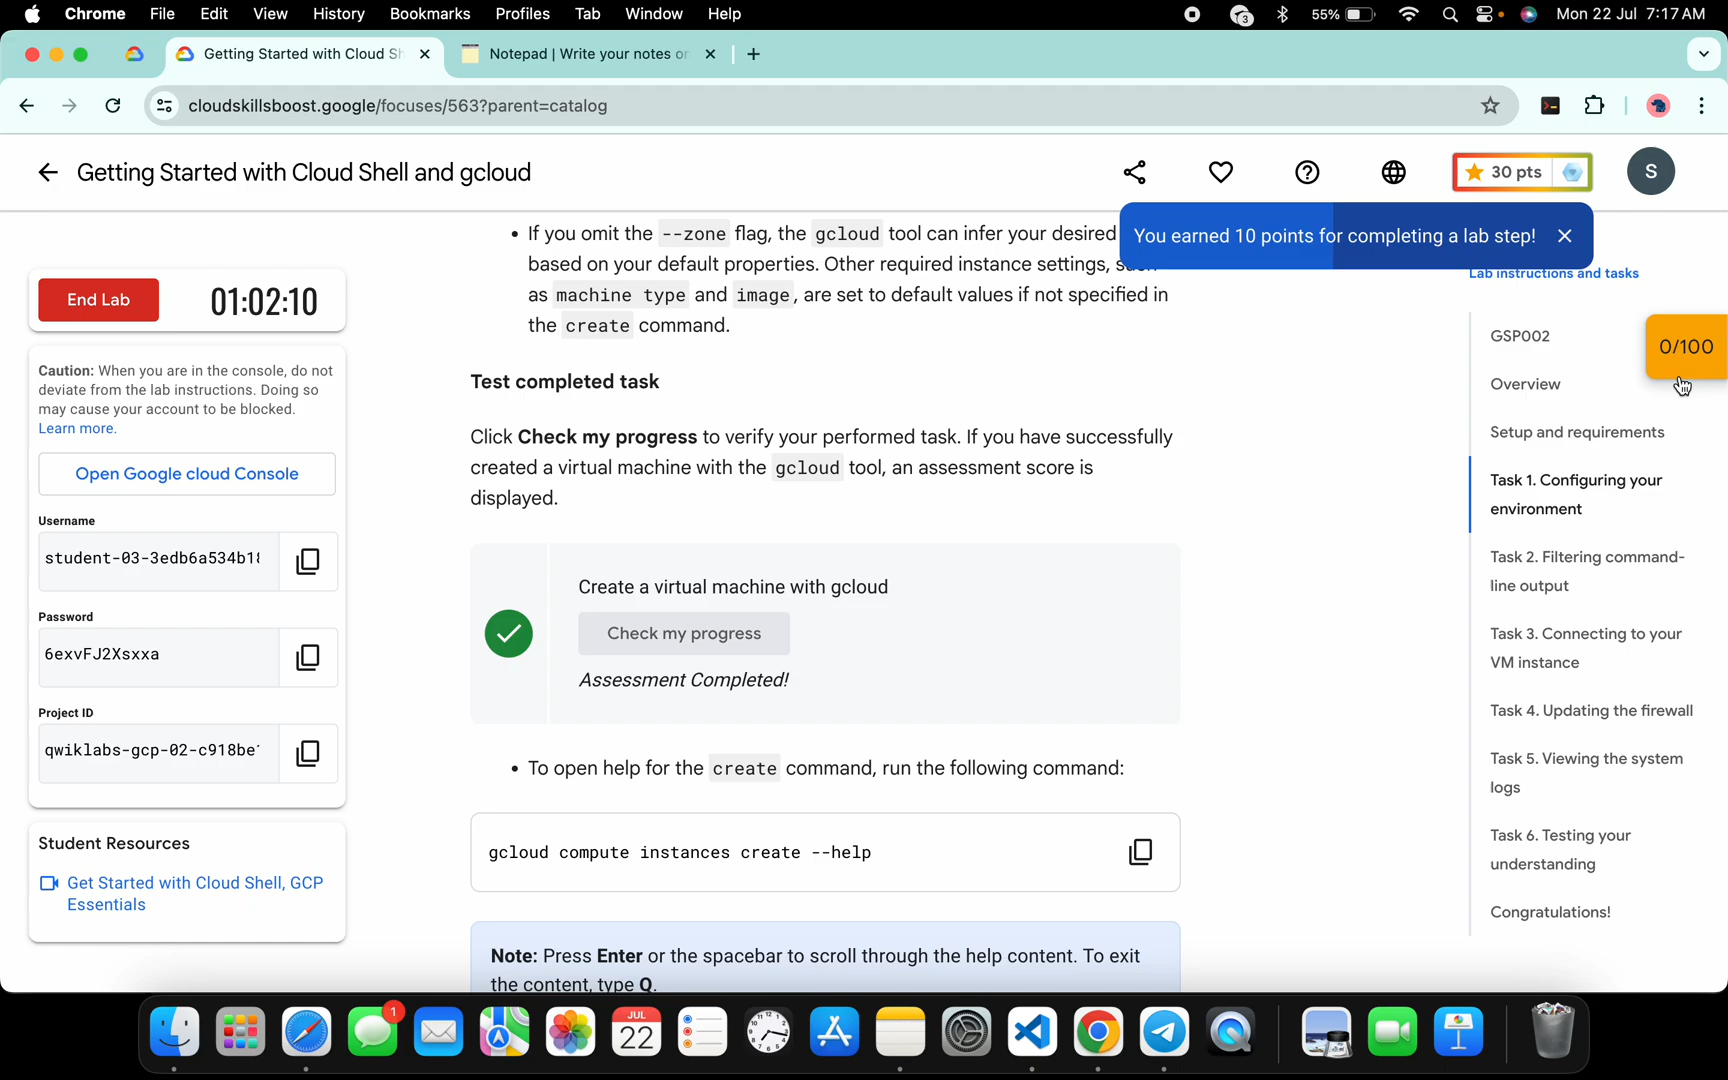 Chrome File Edit View History Bookmarks Profiles Tab Window Help 3 55% Mon 22 Jul 7:17 AM
Getting Started with Cloud Sh
Notepad | Write your notes on
cloudskillsboost.google/focuses/563?parent=catalog
Getting Started with Cloud Shell and gcloud
30 pts
S
You earned 10 points for completing a lab step!
End Lab
01:02:10
Caution: When you are in the console, do not
deviate from the lab instructions. Doing so
may cause your account to be blocked.
Learn more.
Open Google cloud Console
Username
student-03-3edb6a534b1
Password
6exvFJ2Xsxxa
Project ID
qwiklabs-gcp-02-c918be
Student Resources
Get Started with Cloud Shell, GCP
Essentials
• If you omit the --zone flag, the gcloud tool can infer your desired
based on your default properties. Other required instance settings, such
as machine type and image, are set to default values if not specified in
the create command.
Test completed task
Click Check my progress to verify your performed task. If you have successfully
created a virtual machine with the gcloud tool, an assessment score is
displayed.
Create a virtual machine with gcloud
Check my progress
Assessment Completed!
• To open help for the create command, run the following command:
gcloud compute instances create --help
Note: Press Enter or the spacebar to scroll through the help content. To exit
the content, type Q.
Lab instructions and tasks
GSP002
0/100
Overview
Setup and requirements
Task 1. Configuring your
environment
Task 2. Filtering command-
line output
Task 3. Connecting to your
VM instance
Task 4. Updating the firewall
Task 5. Viewing the system
logs
Task 6. Testing your
understanding
Congratulations!
1
JUL
22